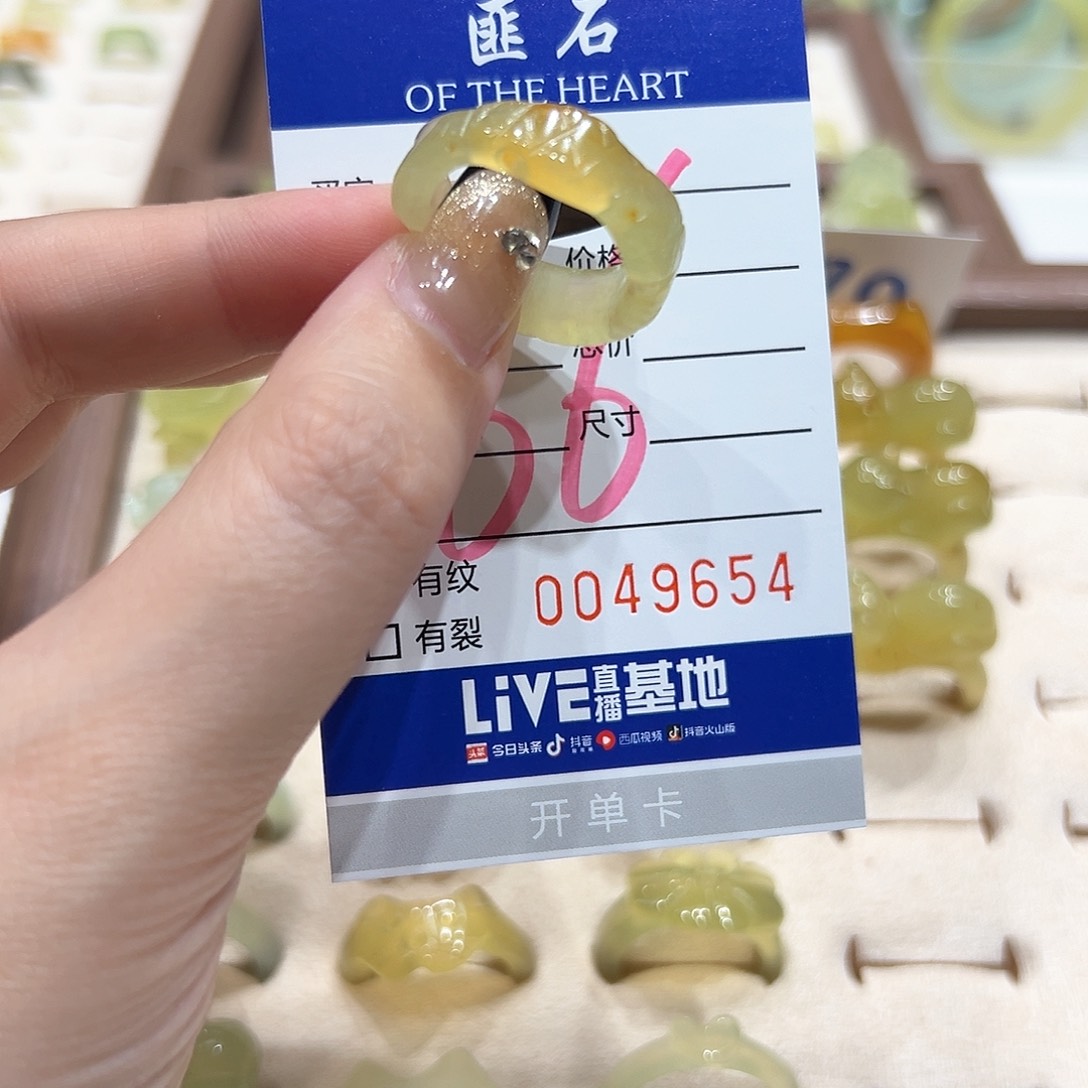 匪石
OF THE HEART
买家
价格
总价
尺寸
66
有纹
0049654
有裂
LiVE直播基地
今日头条 抖音 西瓜视频 抖音火山版
开单卡